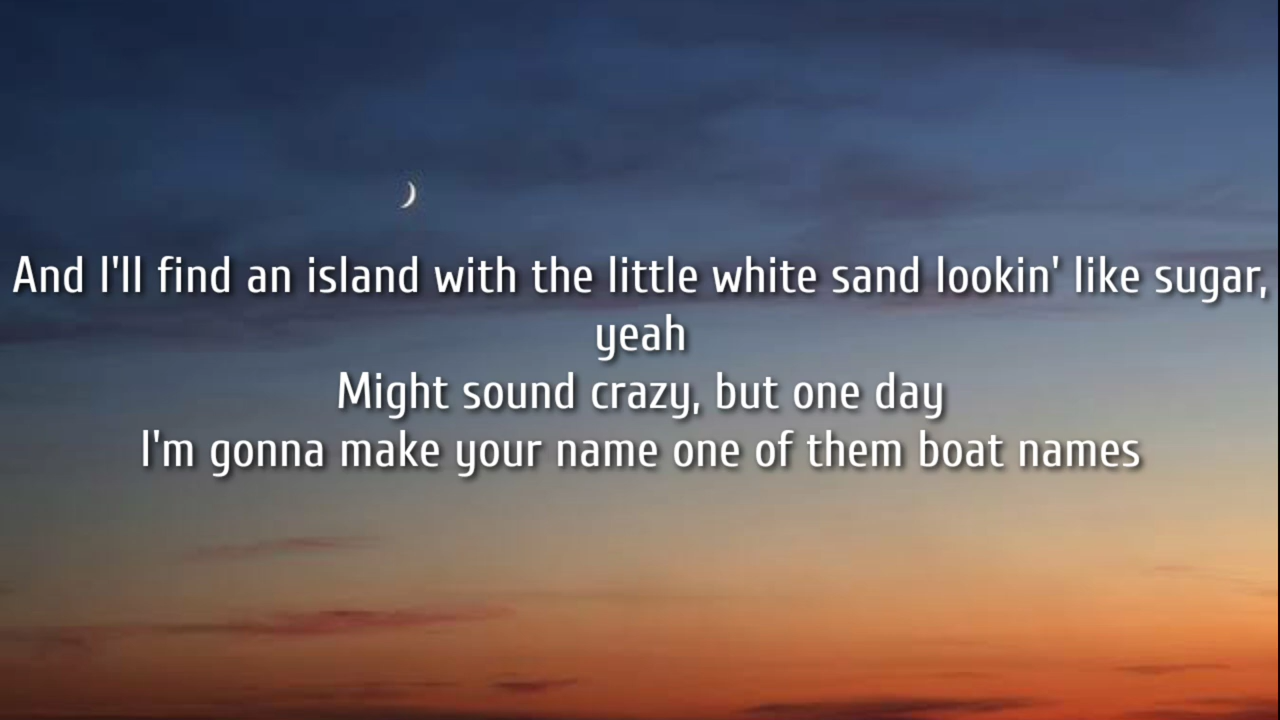 And I'll find an island with the little white sand lookin' like sugar,
yeah
Might sound crazy, but one day
I'm gonna make your name one of them boat names